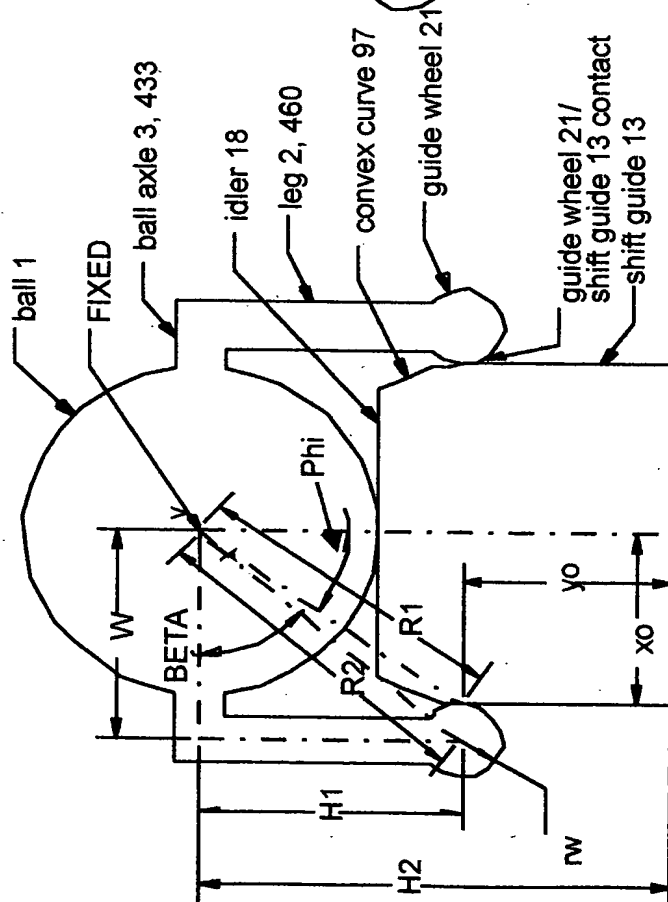 ball 1
FIXED
ball axle 3, 433
idler 18
leg 2, 460
convex curve 97
guide wheel 21
guide wheel 21/
shift guide 13 contact
shift guide 13
y
x
W
BETA
Phi
R2
R1
H1
H2
yo
xo
rw